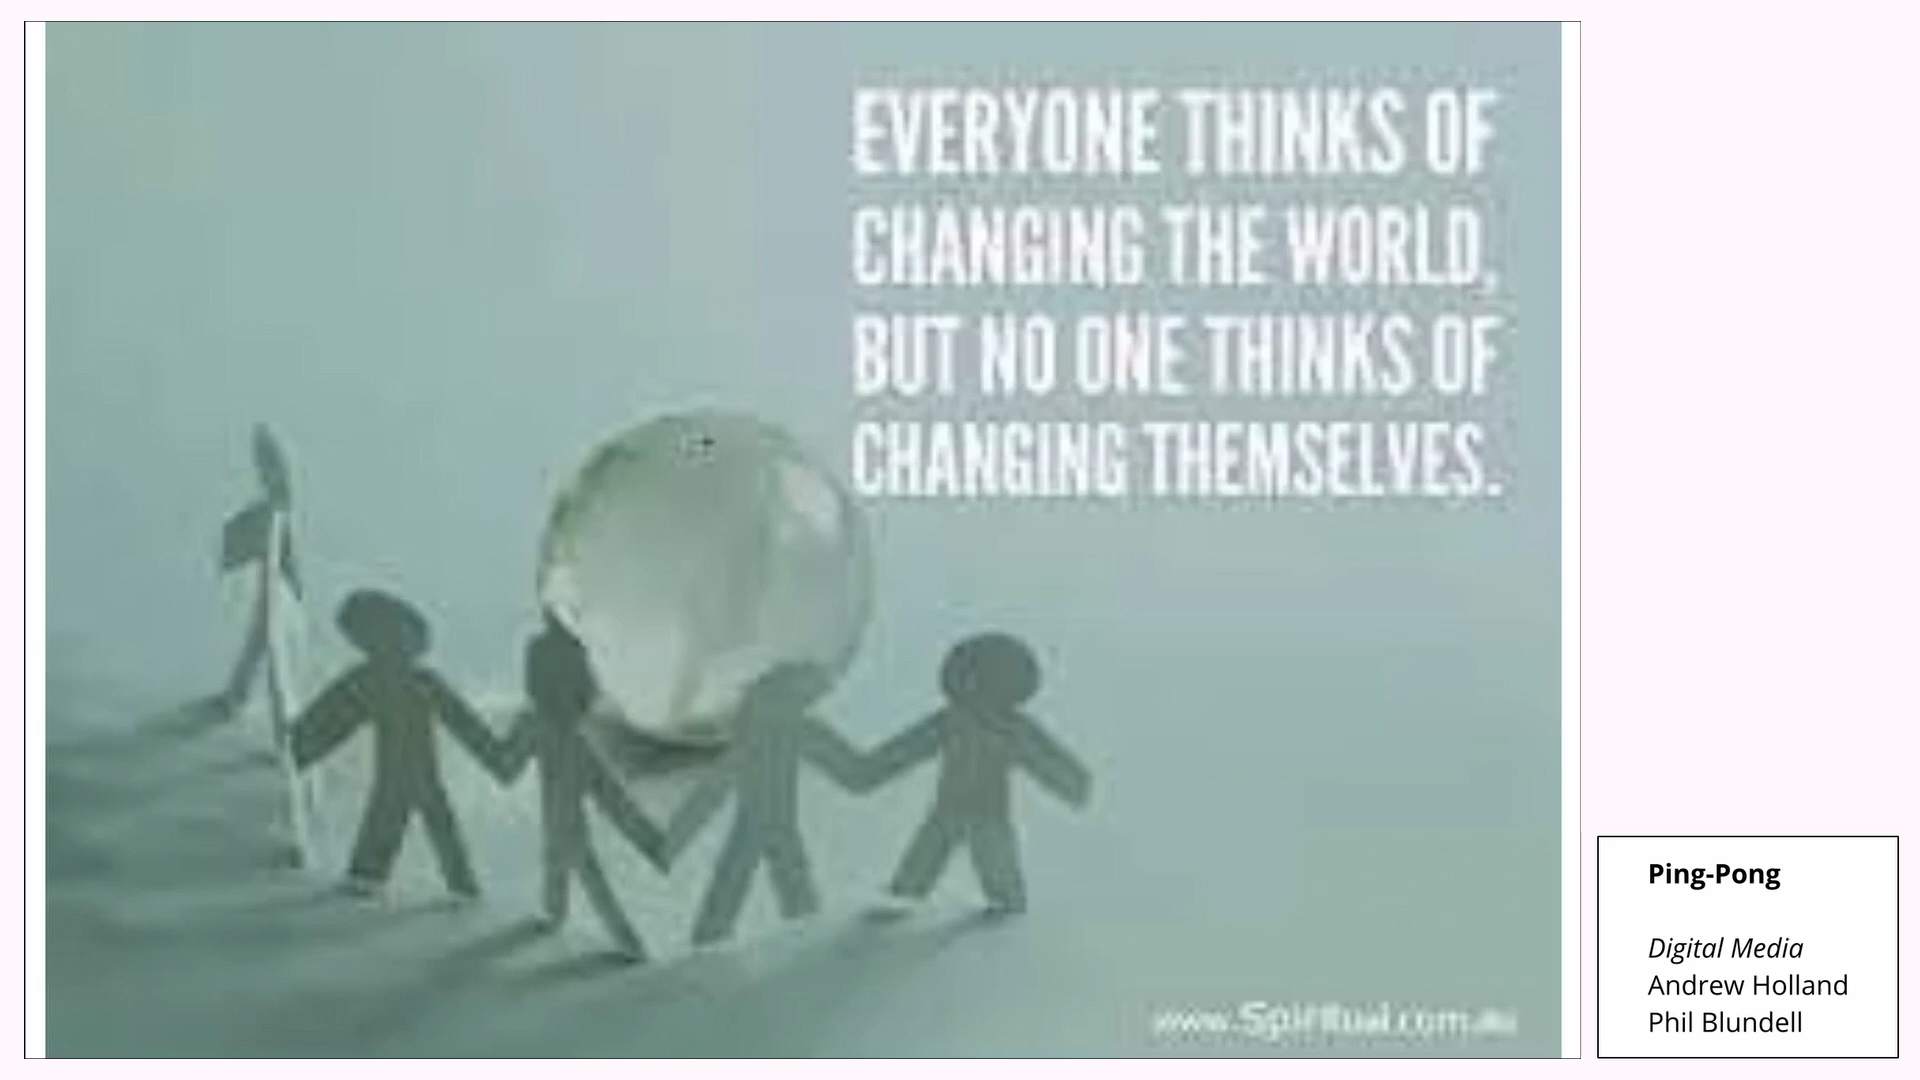 EVERYONE THINKS OF
CHANGING THE WORLD,
BUT NO ONE THINKS OF
CHANGING THEMSELVES.
www.Spiritual.com.au
Ping-Pong
Digital Media
Andrew Holland
Phil Blundell